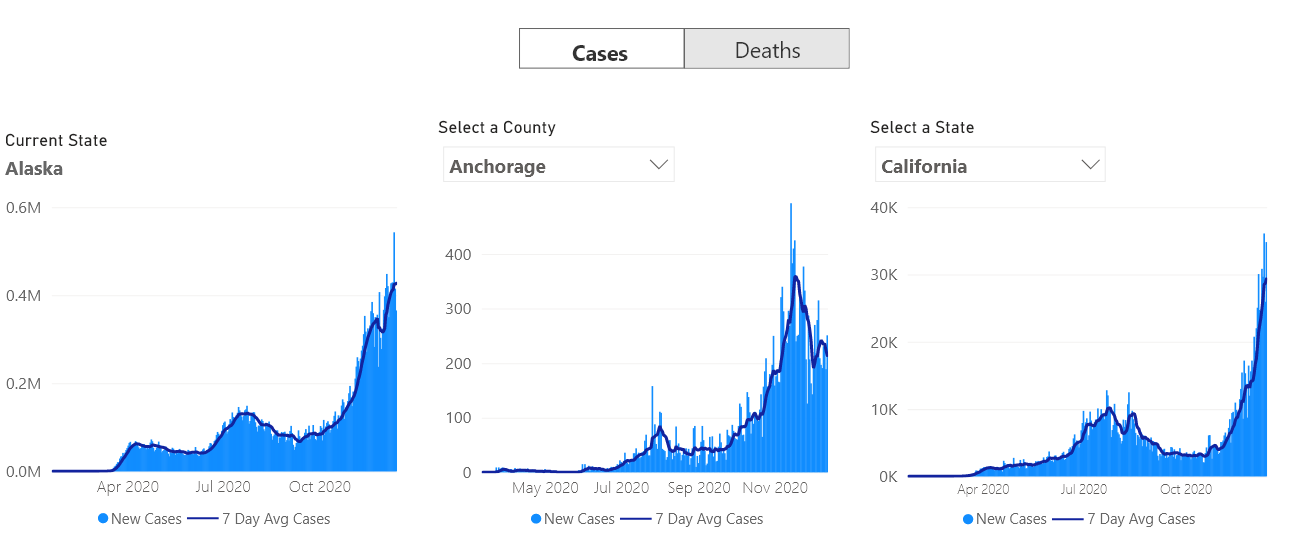 Cases
Deaths
Current State
Alaska
0.6M
0.4M
0.2M
0.0M
Apr 2020 Jul 2020 Oct 2020
New Cases 7 Day Avg Cases
Select a County
Anchorage
400
300
200
100
0
May 2020 Jul 2020 Sep 2020 Nov 2020
New Cases 7 Day Avg Cases
Select a State
California
40K
30K
20K
10K
0K
Apr 2020 Jul 2020 Oct 2020
New Cases 7 Day Avg Cases